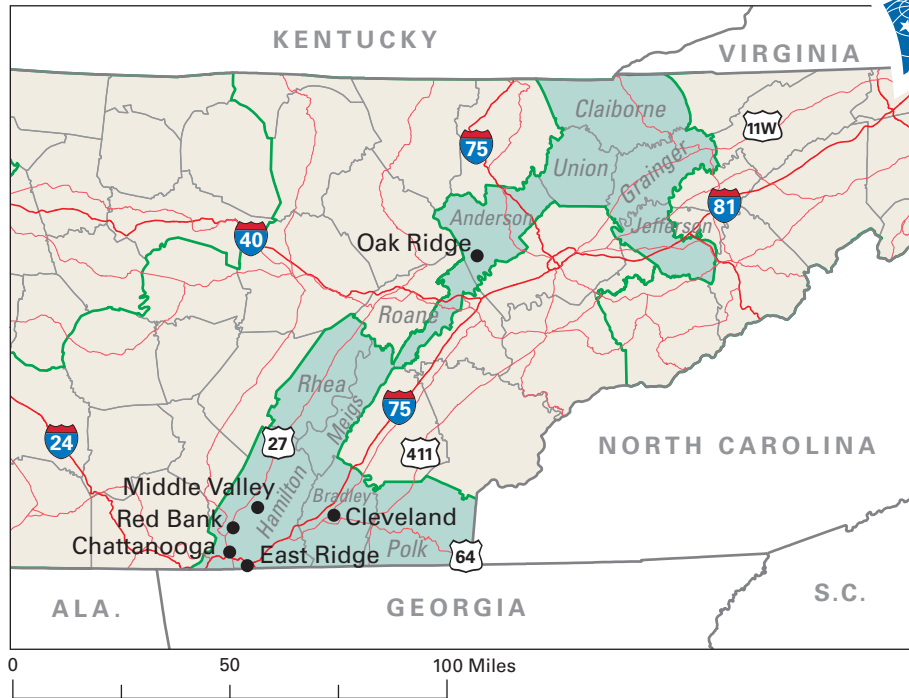 KENTUCKY
VIRGINIA
Claiborne
11W
75
Union
Grainger
81
Anderson
Jefferson
40
Oak Ridge
Roane
Rhea
Meigs
75
24
27
411
NORTH CAROLINA
Middle Valley
Hamilton
Bradley
Red Bank
Cleveland
Chattanooga
East Ridge
Polk
64
ALA.
GEORGIA
S.C.
0 50 100 Miles